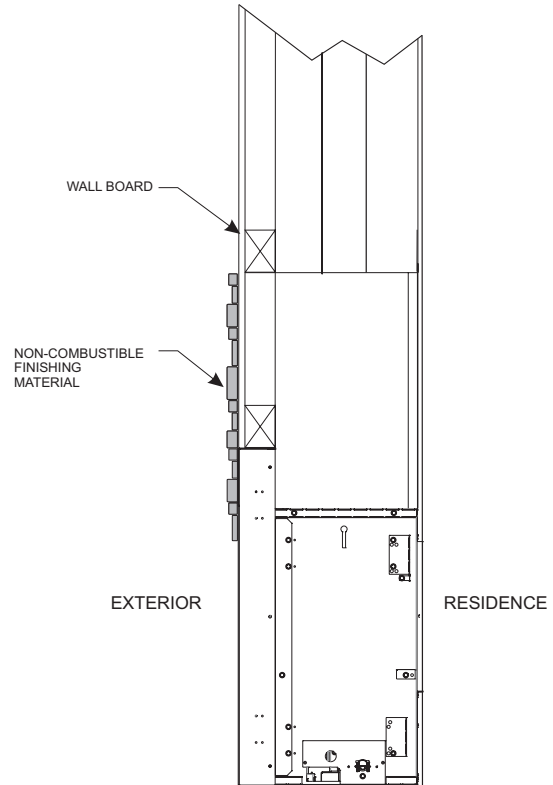 WALL BOARD
NON-COMBUSTIBLE
FINISHING
MATERIAL
EXTERIOR
RESIDENCE